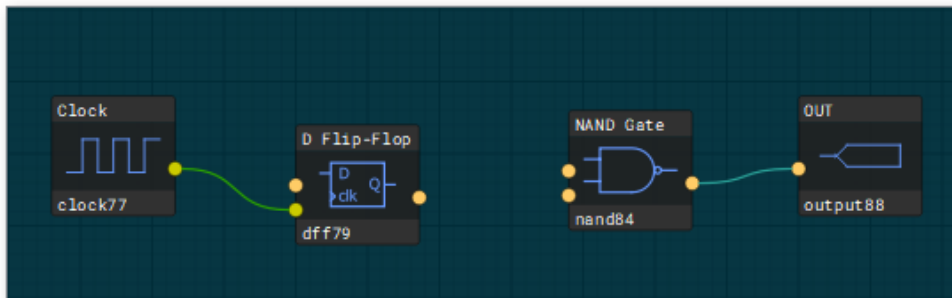 Clock
clock77
D Flip-Flop
D
Q
clk
dff79
NAND Gate
nand84
OUT
output88